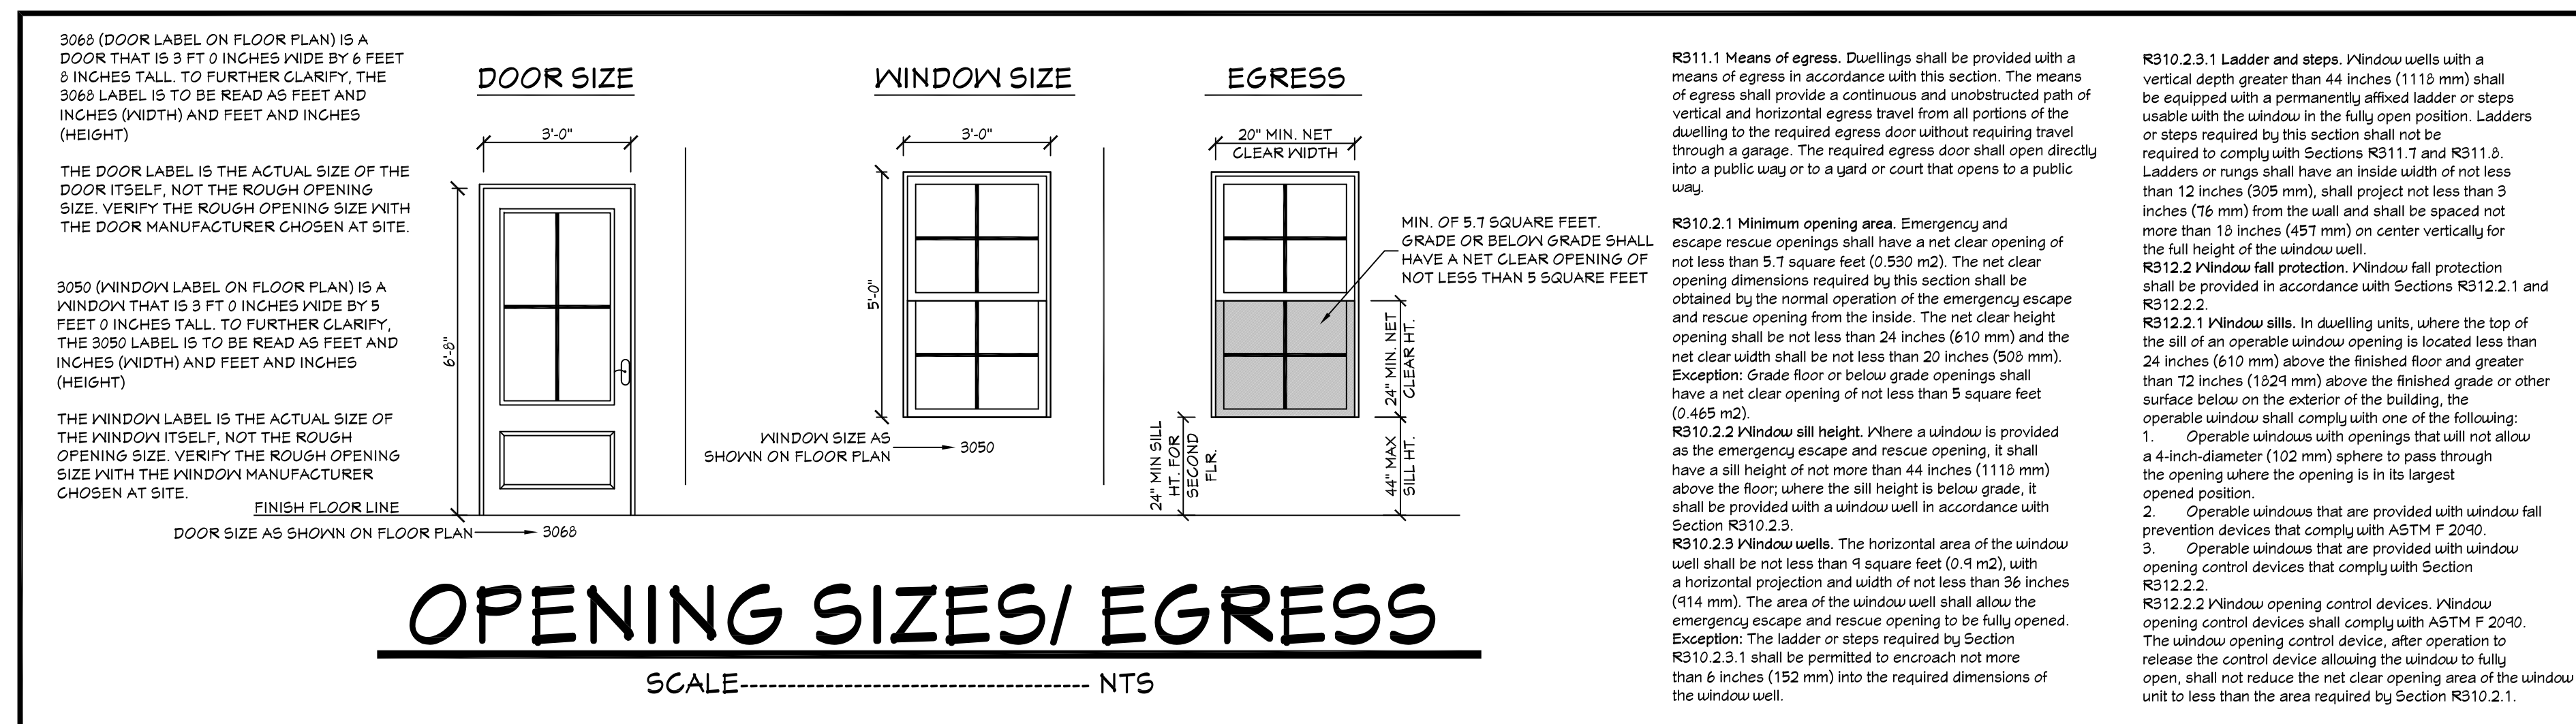 3068 (DOOR LABEL ON FLOOR PLAN) IS A
DOOR THAT IS 3 FT 0 INCHES WIDE BY 6 FEET
8 INCHES TALL. TO FURTHER CLARIFY, THE
3068 LABEL IS TO BE READ AS FEET AND
INCHES (WIDTH) AND FEET AND INCHES
(HEIGHT)
THE DOOR LABEL IS THE ACTUAL SIZE OF THE
DOOR ITSELF, NOT THE ROUGH OPENING
SIZE. VERIFY THE ROUGH OPENING SIZE WITH
THE DOOR MANUFACTURER CHOSEN AT SITE.
3050 (WINDOW LABEL ON FLOOR PLAN) IS A
WINDOW THAT IS 3 FT 0 INCHES WIDE BY 5
FEET 0 INCHES TALL. TO FURTHER CLARIFY,
THE 3050 LABEL IS TO BE READ AS FEET AND
INCHES (WIDTH) AND FEET AND INCHES
(HEIGHT)
THE WINDOW LABEL IS THE ACTUAL SIZE OF
THE WINDOW ITSELF, NOT THE ROUGH
OPENING SIZE. VERIFY THE ROUGH OPENING
SIZE WITH THE WINDOW MANUFACTURER
CHOSEN AT SITE.
FINISH FLOOR LINE
DOOR SIZE AS SHOWN ON FLOOR PLAN
3068
DOOR SIZE
3'-0"
6'-8"
WINDOW SIZE
3'-0"
5'-0"
WINDOW SIZE AS
SHOWN ON FLOOR PLAN
3050
EGRESS
20" MIN. NET
CLEAR WIDTH
MIN. OF 5.7 SQUARE FEET.
GRADE OR BELOW GRADE SHALL
HAVE A NET CLEAR OPENING OF
NOT LESS THAN 5 SQUARE FEET
24" MIN. NET
CLEAR HT.
24" MIN SILL
HT. FOR
SECOND
FLR.
44" MAX
SILL HT.
OPENING SIZES/ EGRESS
SCALE---------------------------------- NTS
R311.1 Means of egress. Dwellings shall be provided with a
means of egress in accordance with this section. The means
of egress shall provide a continuous and unobstructed path of
vertical and horizontal egress travel from all portions of the
dwelling to the required egress door without requiring travel
through a garage. The required egress door shall open directly
into a public way or to a yard or court that opens to a public
way.
R310.2.1 Minimum opening area. Emergency and
escape rescue openings shall have a net clear opening of
not less than 5.7 square feet (0.530 m2). The net clear
opening dimensions required by this section shall be
obtained by the normal operation of the emergency escape
and rescue opening from the inside. The net clear height
opening shall be not less than 24 inches (610 mm) and the
net clear width shall be not less than 20 inches (508 mm).
Exception: Grade floor or below grade openings shall
have a net clear opening of not less than 5 square feet
(0.465 m2).
R310.2.2 Window sill height. Where a window is provided
as the emergency escape and rescue opening, it shall
have a sill height of not more than 44 inches (1118 mm)
above the floor; where the sill height is below grade, it
shall be provided with a window well in accordance with
Section R310.2.3.
R310.2.3 Window wells. The horizontal area of the window
well shall be not less than 9 square feet (0.9 m2), with
a horizontal projection and width of not less than 36 inches
(914 mm). The area of the window well shall allow the
emergency escape and rescue opening to be fully opened.
Exception: The ladder or steps required by Section
R310.2.3.1 shall be permitted to encroach not more
than 6 inches (152 mm) into the required dimensions of
the window well.
R310.2.3.1 Ladder and steps. Window wells with a
vertical depth greater than 44 inches (1118 mm) shall
be equipped with a permanently affixed ladder or steps
usable with the window in the fully open position. Ladders
or steps required by this section shall not be
required to comply with Sections R311.7 and R311.8.
Ladders or rungs shall have an inside width of not less
than 12 inches (305 mm), shall project not less than 3
inches (76 mm) from the wall and shall be spaced not
more than 18 inches (457 mm) on center vertically for
the full height of the window well.
R312.2 Window fall protection. Window fall protection
shall be provided in accordance with Sections R312.2.1 and
R312.2.2.
R312.2.1 Window sills. In dwelling units, where the top of
the sill of an operable window opening is located less than
24 inches (610 mm) above the finished floor and greater
than 72 inches (1829 mm) above the finished grade or other
surface below on the exterior of the building, the
operable window shall comply with one of the following:
1. Operable windows with openings that will not allow
a 4-inch-diameter (102 mm) sphere to pass through
the opening where the opening is in its largest
opened position.
2. Operable windows that are provided with window fall
prevention devices that comply with ASTM F 2090.
3. Operable windows that are provided with window
opening control devices that comply with Section
R312.2.2.
R312.2.2 Window opening control devices. Window
opening control devices shall comply with ASTM F 2090.
The window opening control device, after operation to
release the control device allowing the window to fully
open, shall not reduce the net clear opening area of the window
unit to less than the area required by Section R310.2.1.